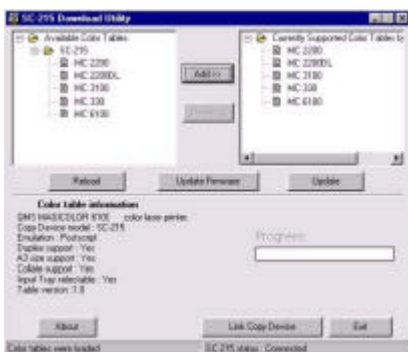 SC-215 Download Utility
Available Color Tables
SC-215
MC 2200
MC 2200DL
MC 3100
MC 330
MC 6100
Add >>
Currently Supported Color Tables
MC 2200
MC 2200DL
MC 3100
MC 330
MC 6100
Reload
Update Firmware
Update
Color table information
QMS MAGICOLOR 6100 color laser printer.
Copy Device model : SC-215
Emulation : Postscript
Duplex support : Yes
A3 size support : Yes
Collate support : Yes
Input Tray selectable : Yes
Table version: 1.0
Progress:
About
Link Copy Device
Exit
Color tables were loaded
SC-215 status : Connected